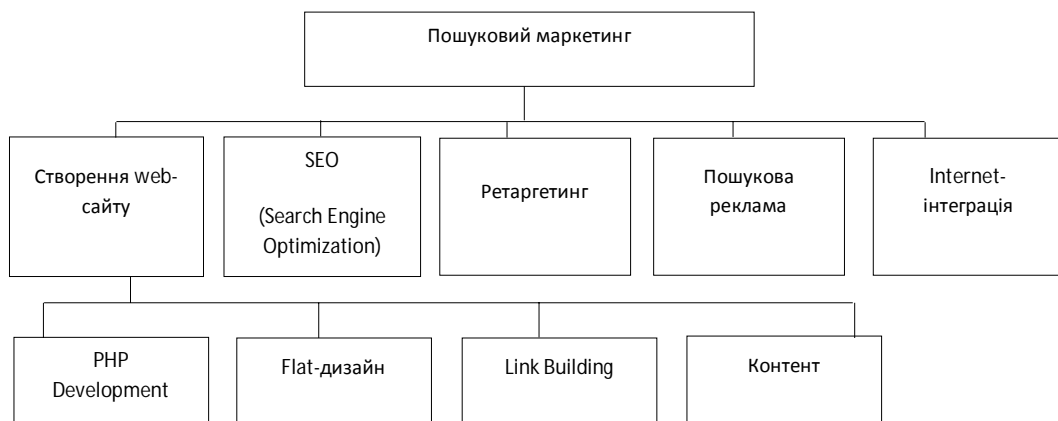 Пошуковий маркетинг
Створення web-
сайту
SEO
(Search Engine
Optimization)
Ретаргетинг
Пошукова
реклама
Internet-
інтеграція
PHP
Development
Flat-дизайн
Link Building
Контент